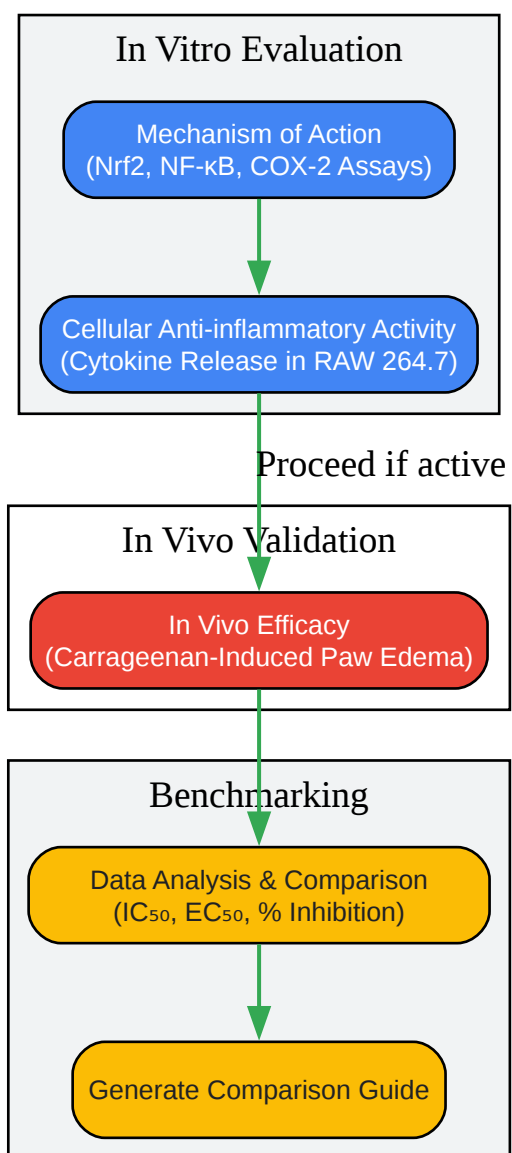 In Vitro Evaluation
Mechanism of Action
(Nrf2, NF-κB, COX-2 Assays)
Cellular Anti-inflammatory Activity
(Cytokine Release in RAW 264.7)
Proceed if active
In Vivo Validation
In Vivo Efficacy
(Carrageenan-Induced Paw Edema)
Benchmarking
Data Analysis & Comparison
(IC₅₀, EC₅₀, % Inhibition)
Generate Comparison Guide